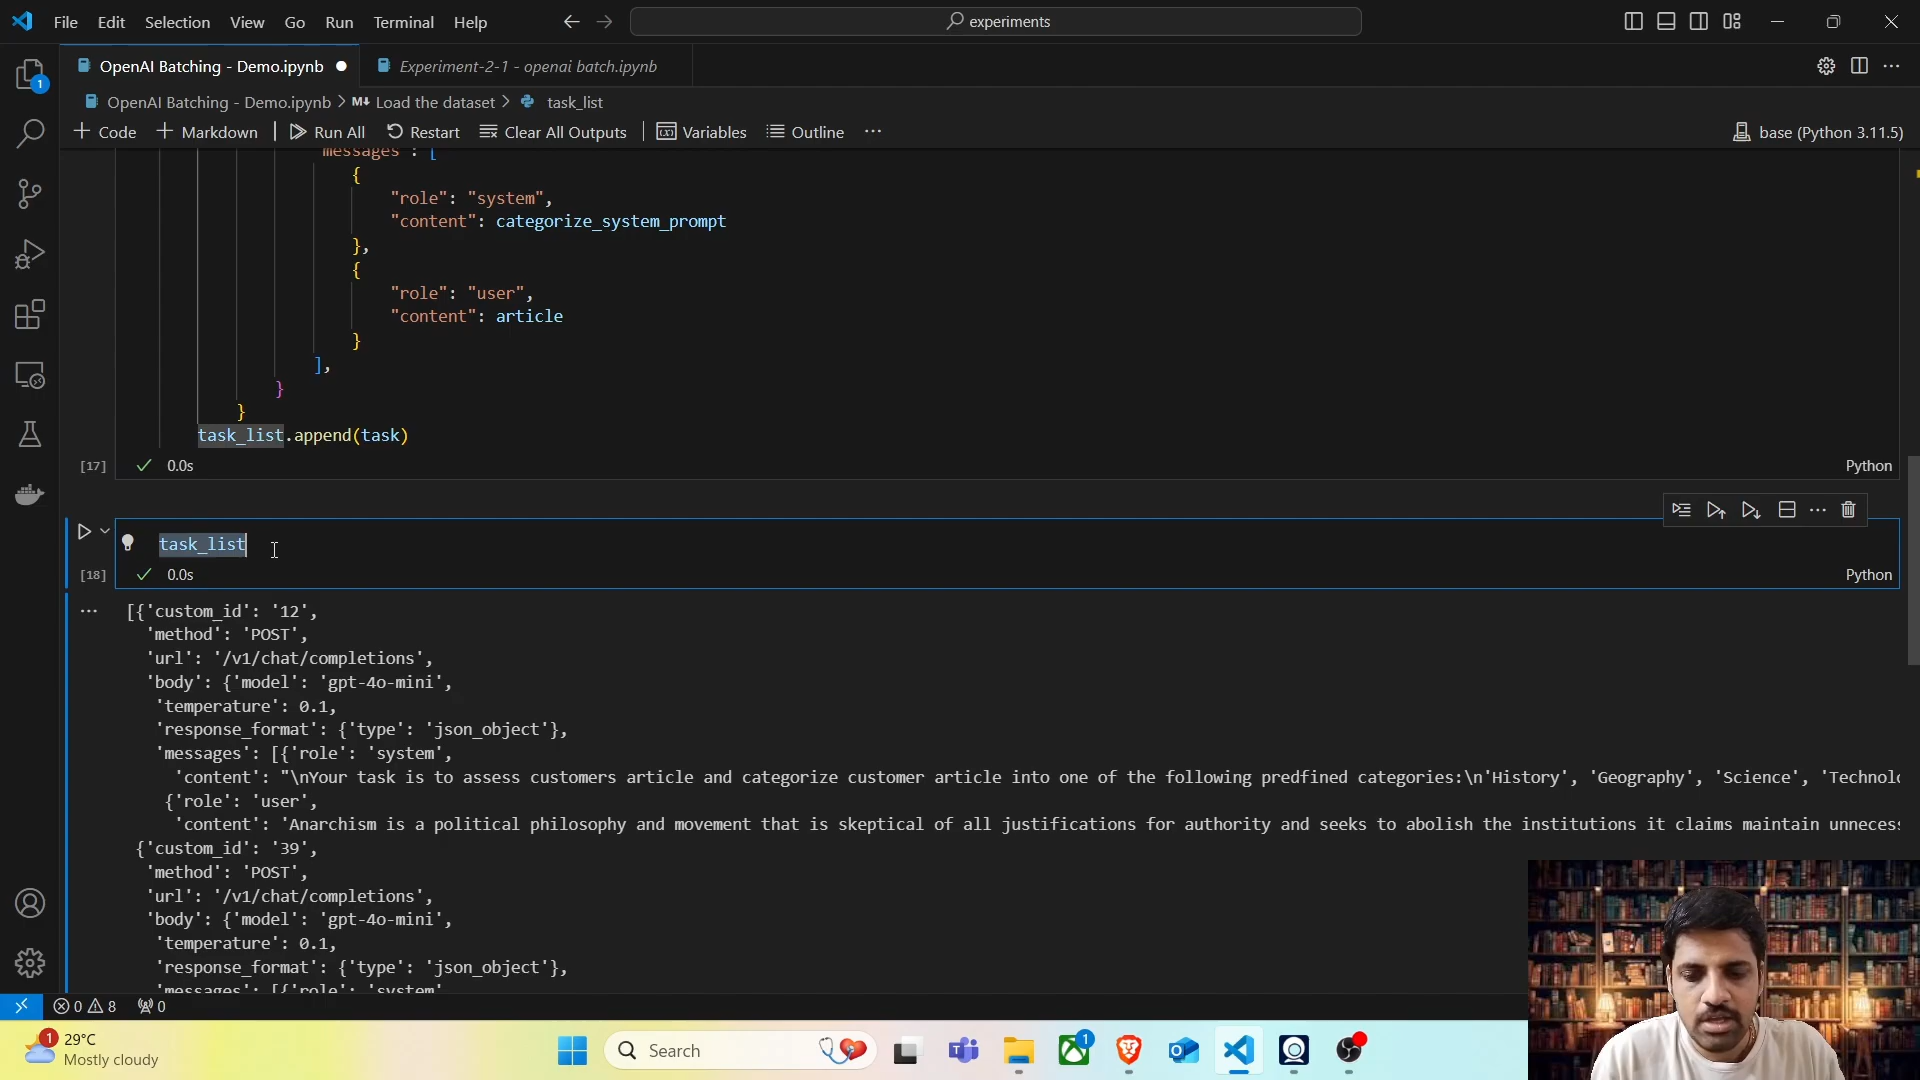 File Edit Selection View Go Run Terminal Help
experiments
1
OpenAI Batching - Demo.ipynb
Experiment-2-1 - openai batch.ipynb
OpenAI Batching - Demo.ipynb > M↓ Load the dataset > task_list
+ Code + Markdown | Run All Restart Clear All Outputs | Variables Outline ...
base (Python 3.11.5)
messages : [
{
"role": "system",
"content": categorize_system_prompt
},
{
"role": "user",
"content": article
}
],
}
}
task_list.append(task)
[17] 0.0s
Python
task_list
[18] 0.0s
Python
[{'custom_id': '12',
'method': 'POST',
'url': '/v1/chat/completions',
'body': {'model': 'gpt-4o-mini',
'temperature': 0.1,
'response_format': {'type': 'json_object'},
'messages': [{'role': 'system',
'content': "\nYour task is to assess customers article and categorize customer article into one of the following predfined categories:\n'History', 'Geography', 'Science', 'Technolo
{'role': 'user',
'content': 'Anarchism is a political philosophy and movement that is skeptical of all justifications for authority and seeks to abolish the institutions it claims maintain unneces
{'custom_id': '39',
'method': 'POST',
'url': '/v1/chat/completions',
'body': {'model': 'gpt-4o-mini',
'temperature': 0.1,
'response_format': {'type': 'json_object'},
'messages': [{'role': 'system'
0 8 0
1
29°C
Mostly cloudy
Search
1